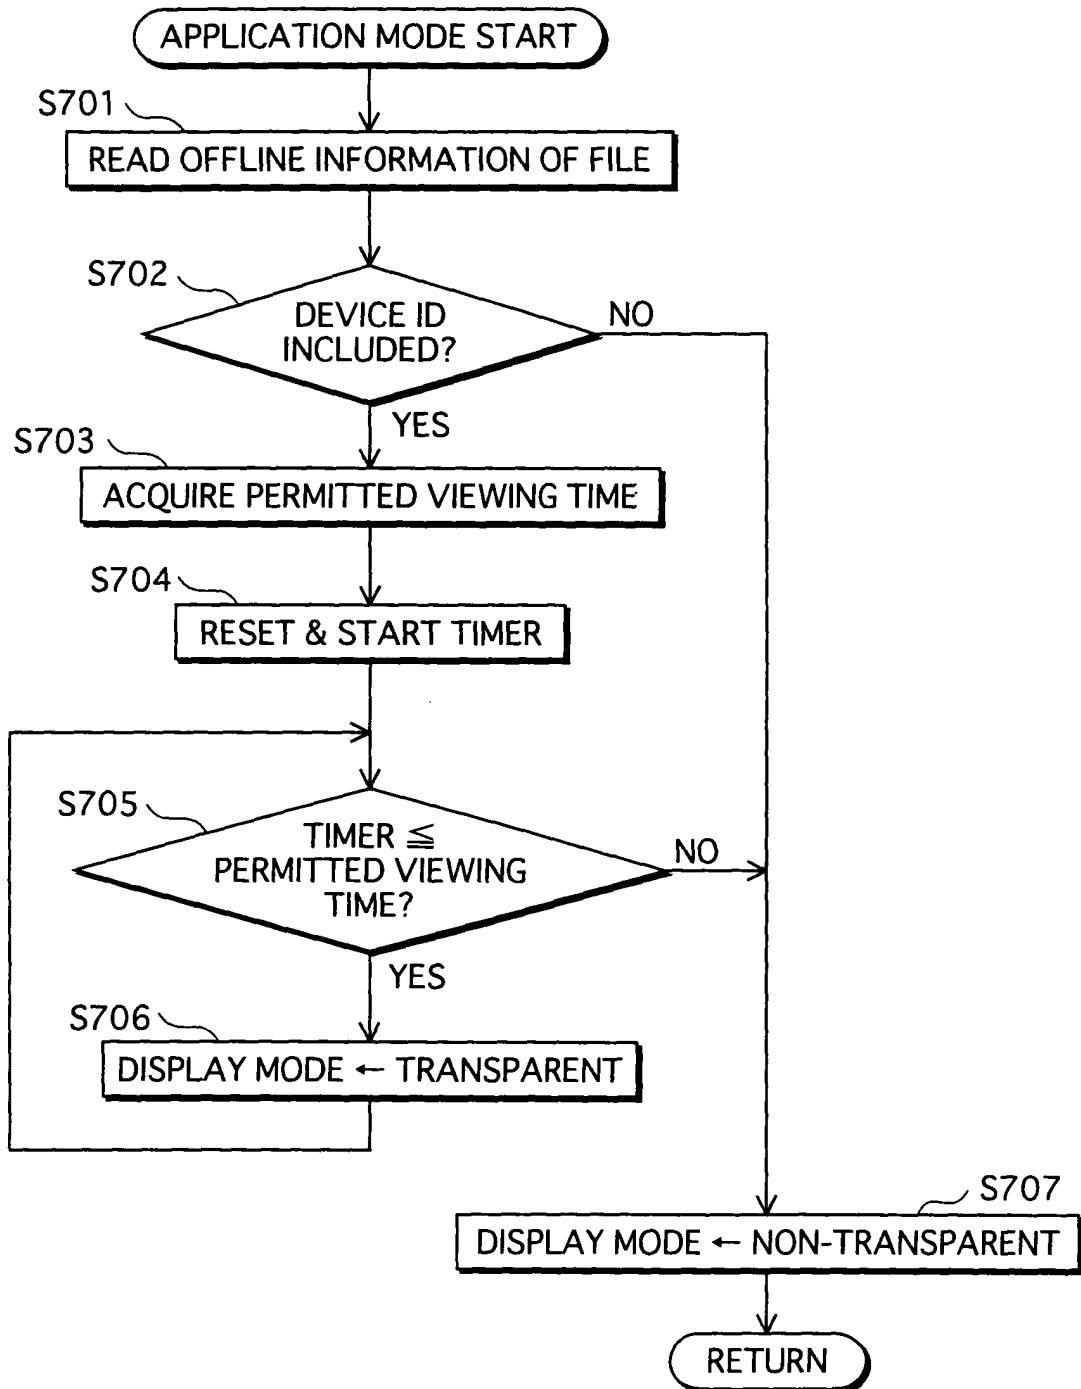 APPLICATION MODE START
S701
READ OFFLINE INFORMATION OF FILE
S702
DEVICE ID
INCLUDED?
NO
YES
S703
ACQUIRE PERMITTED VIEWING TIME
S704
RESET & START TIMER
S705
TIMER ≦
PERMITTED VIEWING
TIME?
NO
YES
S706
DISPLAY MODE ← TRANSPARENT
S707
DISPLAY MODE ← NON-TRANSPARENT
RETURN